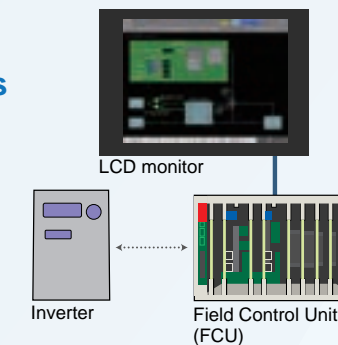 s
LCD monitor
Inverter
Field Control Unit
(FCU)